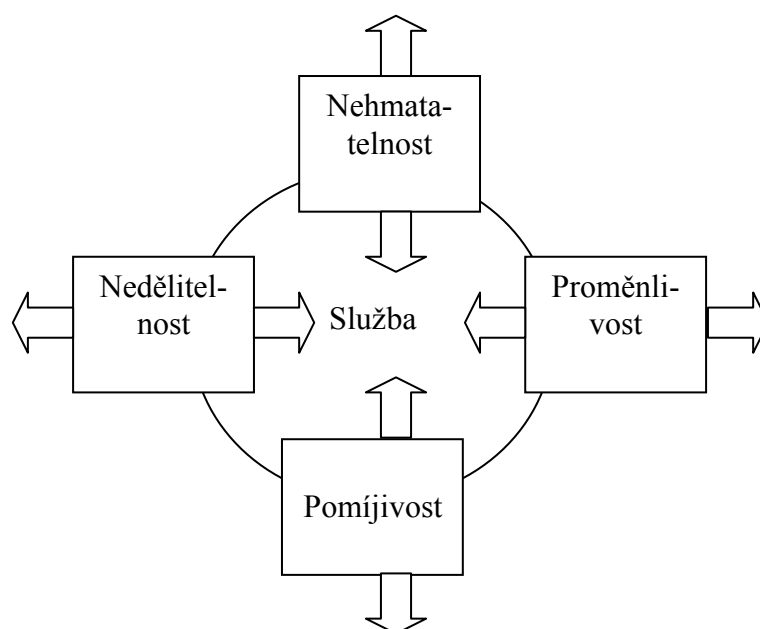 Nehmata-
telnost
Nedělitel-
nost
Služba
Proměnli-
vost
Pomíjivost